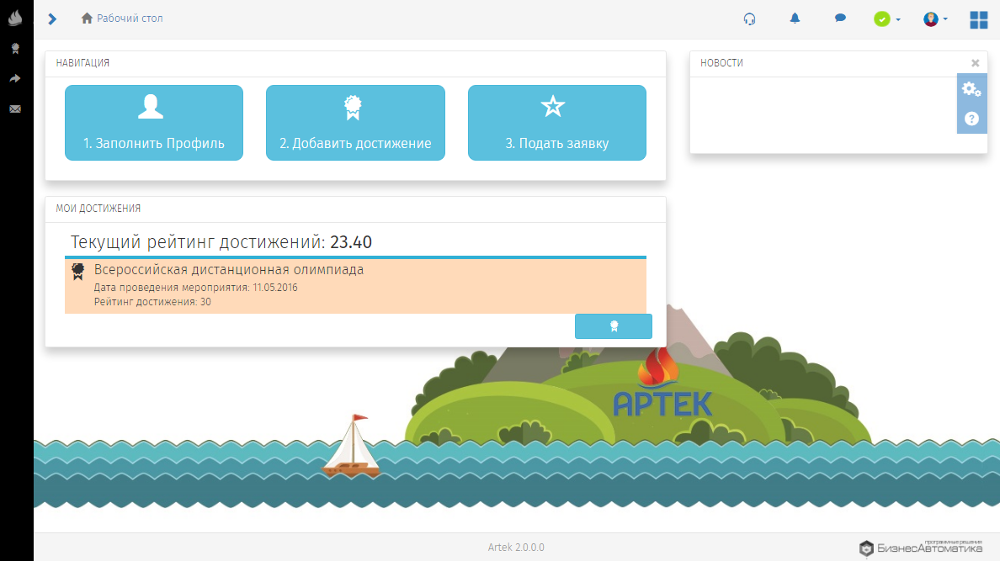 Рабочий стол
НАВИГАЦИЯ
1. Заполнить Профиль
2. Добавить достижение
3. Подать заявку
НОВОСТИ
МОИ ДОСТИЖЕНИЯ
Текущий рейтинг достижений: 23.40
Всероссийская дистанционная олимпиада
Дата проведения мероприятия: 11.05.2016
Рейтинг достижения: 30
АРТЕК
Artek 2.0.0.0
программные решения
БизнесАвтоматика